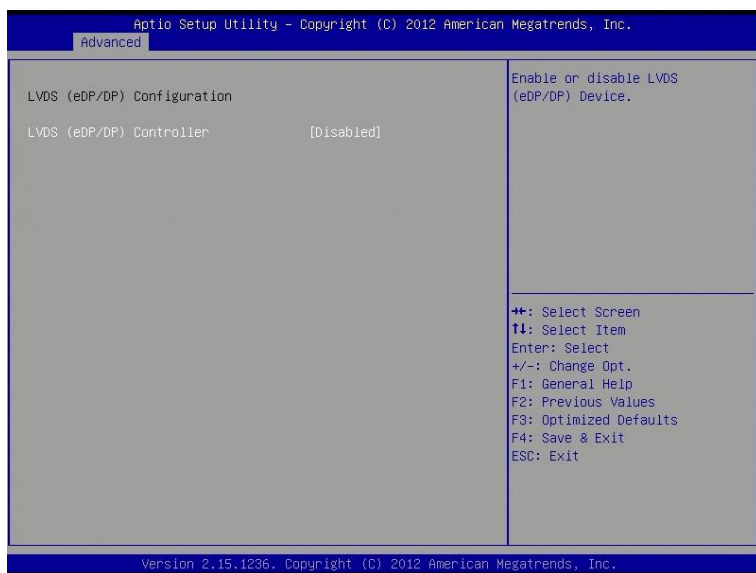 Aptio Setup Utility – Copyright (C) 2012 American Megatrends, Inc.
Advanced
LVDS (eDP/DP) Configuration
LVDS (eDP/DP) Controller [Disabled]
Enable or disable LVDS
(eDP/DP) Device.
→←: Select Screen
↑↓: Select Item
Enter: Select
+/-: Change Opt.
F1: General Help
F2: Previous Values
F3: Optimized Defaults
F4: Save & Exit
ESC: Exit
Version 2.15.1236. Copyright (C) 2012 American Megatrends, Inc.